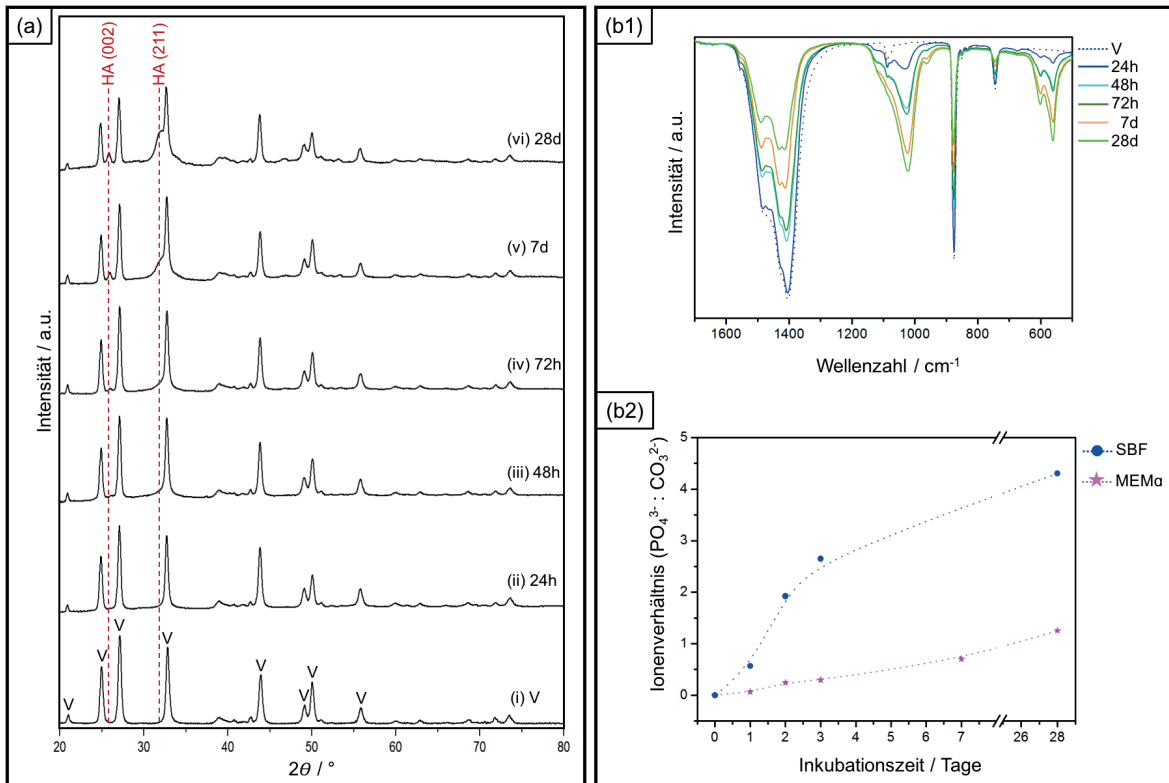 (a)
HA (002)
HA (211)
(vi) 28d
(v) 7d
(iv) 72h
(iii) 48h
(ii) 24h
(i) V
V V V V V V V V
Intensität / a.u.
20 30 40 50 60 70 80
2θ / °
(b1)
V
24h
48h
72h
7d
28d
Intensität / a.u.
1600 1400 1200 1000 800 600
Wellenzahl / cm⁻¹
(b2)
SBF
MEMα
Ionenverhältnis (PO₄³⁻ : CO₃²⁻)
5
4
3
2
1
0
0 1 2 3 4 5 6 7 28 28
Inkubationszeit / Tage